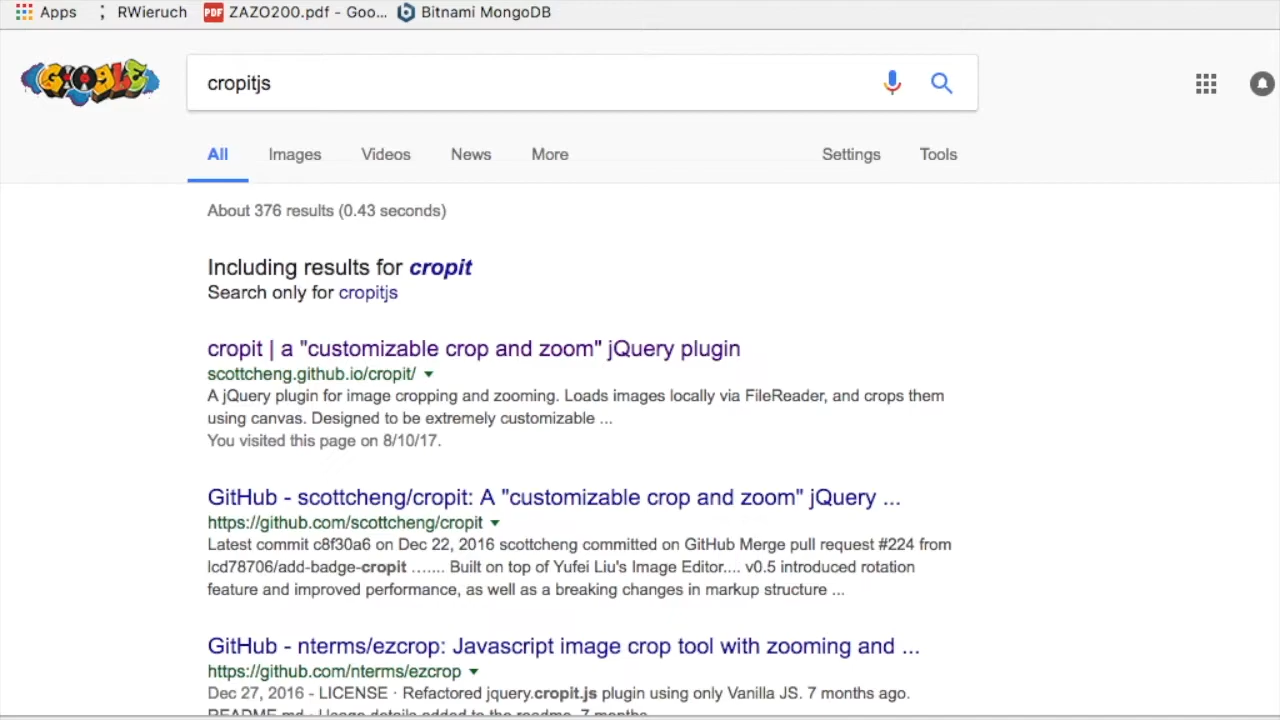 Apps ; RWieruch PDF ZAZO200.pdf - Goo... Bitnami MongoDB
GOOGLE
cropitjs
All Images Videos News More Settings Tools
About 376 results (0.43 seconds)
Including results for cropit
Search only for cropitjs
cropit | a "customizable crop and zoom" jQuery plugin
scottcheng.github.io/cropit/
A jQuery plugin for image cropping and zooming. Loads images locally via FileReader, and crops them
using canvas. Designed to be extremely customizable ...
You visited this page on 8/10/17.
GitHub - scottcheng/cropit: A "customizable crop and zoom" jQuery ...
https://github.com/scottcheng/cropit
Latest commit c8f30a6 on Dec 22, 2016 scottcheng committed on GitHub Merge pull request #224 from
lcd78706/add-badge-cropit ....... Built on top of Yufei Liu's Image Editor.... v0.5 introduced rotation
feature and improved performance, as well as a breaking changes in markup structure ...
GitHub - nterms/ezcrop: Javascript image crop tool with zooming and ...
https://github.com/nterms/ezcrop
Dec 27, 2016 - LICENSE · Refactored jquery.cropit.js plugin using only Vanilla JS. 7 months ago.
README.md · Usage details added to the readme. 7 months